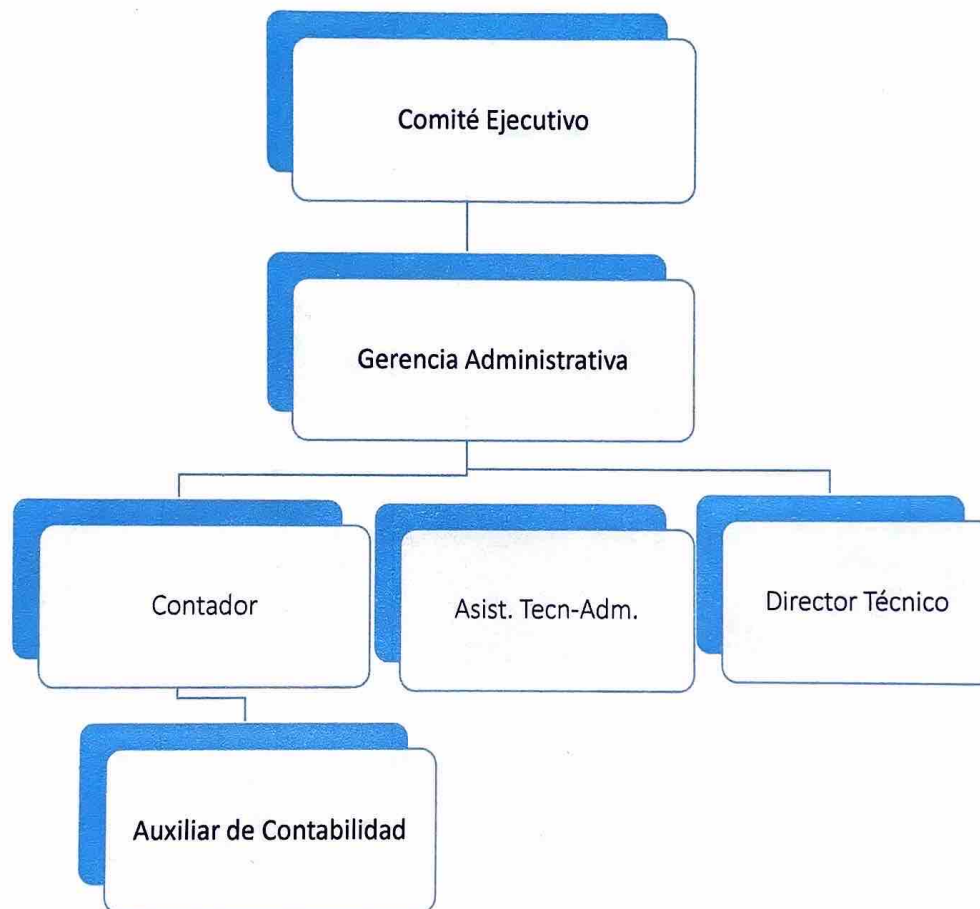 Comité Ejecutivo
Gerencia Administrativa
Contador
Asist. Tecn-Adm.
Director Técnico
Auxiliar de Contabilidad